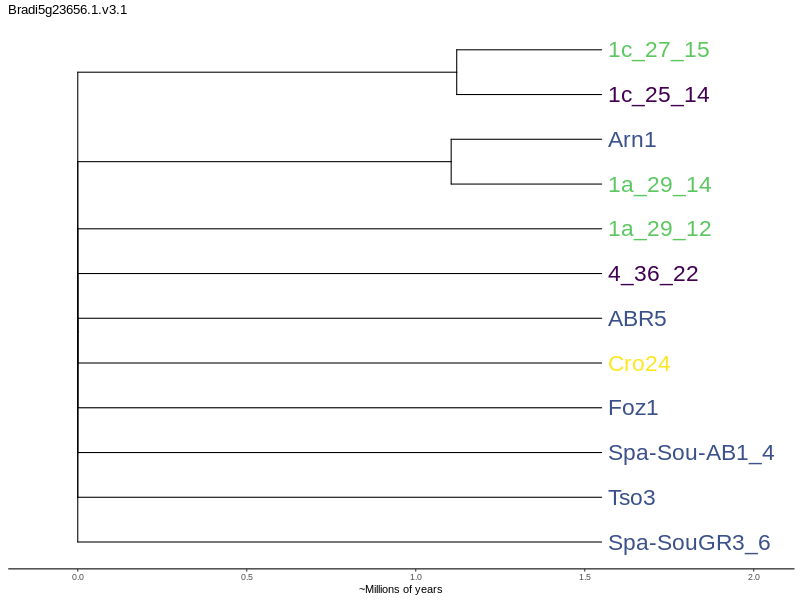 Bradi5g23656.1.v3.1
1c_27_15
1c_25_14
Arn1
1a_29_14
1a_29_12
4_36_22
ABR5
Cro24
Foz1
Spa-Sou-AB1_4
Tso3
Spa-SouGR3_6
0.0 0.5 1.0 1.5 2.0
~Millions of years